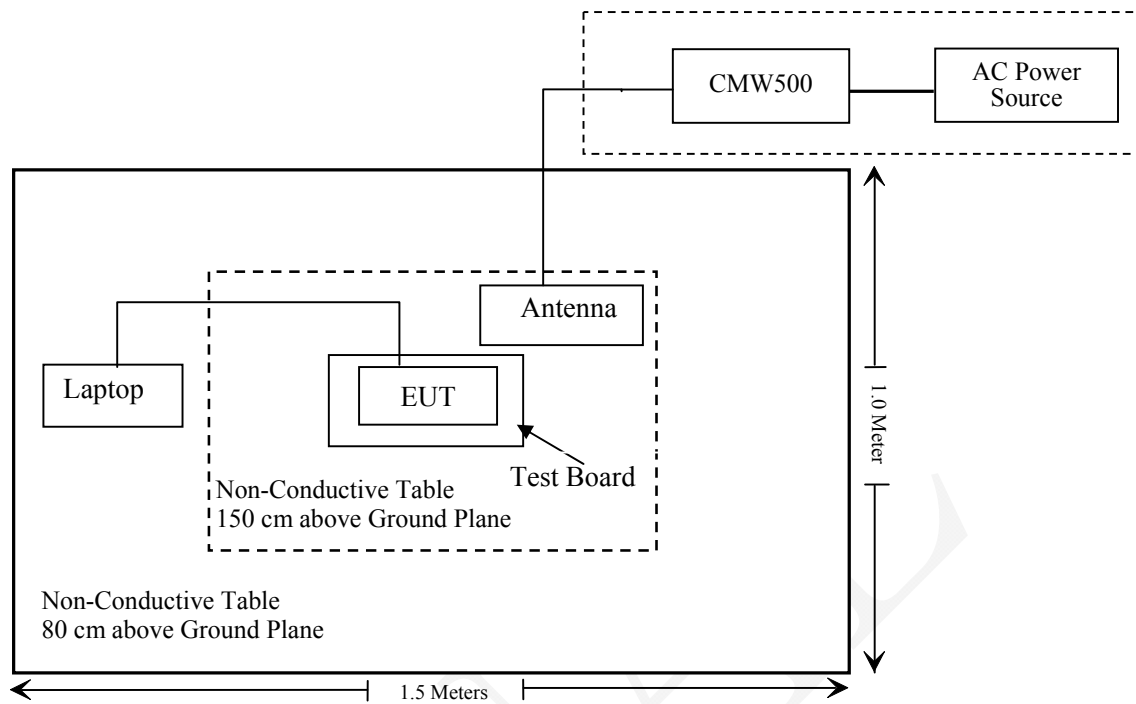 CMW500
AC Power
Source
Antenna
Laptop
EUT
Test Board
Non-Conductive Table
150 cm above Ground Plane
Non-Conductive Table
80 cm above Ground Plane
1.0 Meter
1.5 Meters